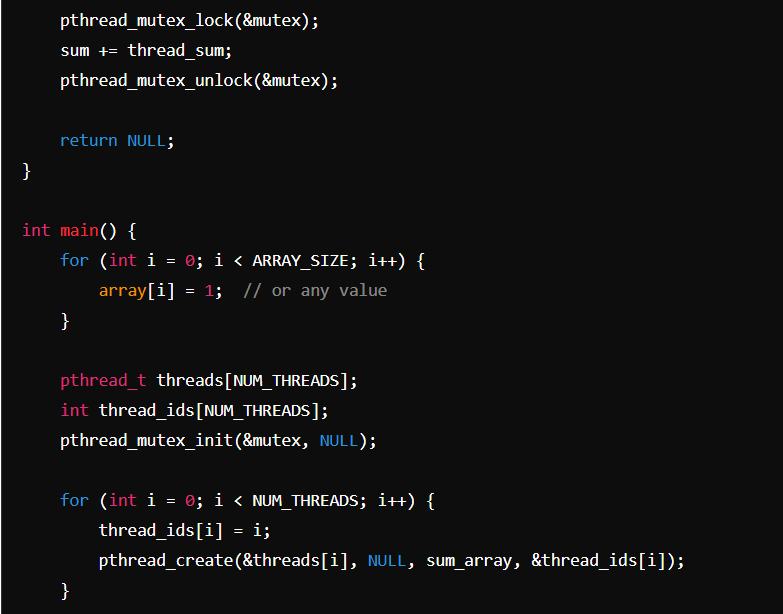 pthread_mutex_lock(&mutex);
    sum += thread_sum;
    pthread_mutex_unlock(&mutex);

    return NULL;
}

int main() {
    for (int i = 0; i < ARRAY_SIZE; i++) {
        array[i] = 1;  // or any value
    }

    pthread_t threads[NUM_THREADS];
    int thread_ids[NUM_THREADS];
    pthread_mutex_init(&mutex, NULL);

    for (int i = 0; i < NUM_THREADS; i++) {
        thread_ids[i] = i;
        pthread_create(&threads[i], NULL, sum_array, &thread_ids[i]);
    }